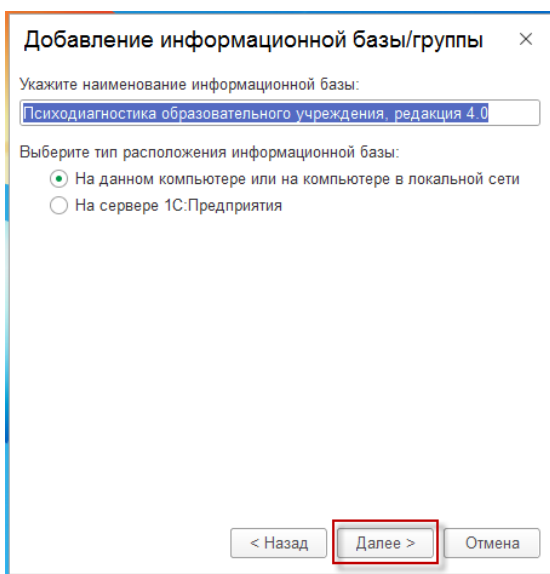 Добавление информационной базы/группы
Укажите наименование информационной базы:
Психодиагностика образовательного учреждения, редакция 4.0
Выберите тип расположения информационной базы:
На данном компьютере или на компьютере в локальной сети
На сервере 1С:Предприятия
< Назад Далее > Отмена